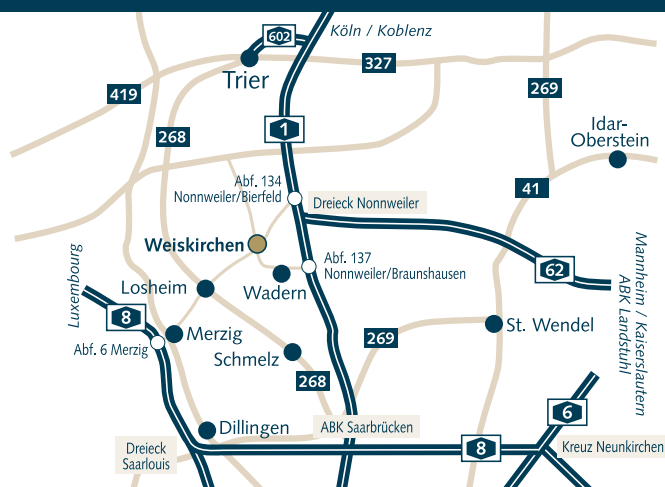 Köln / Koblenz
602
Trier
327
419
269
268
1
Idar-
Oberstein
Abf. 134
Nonnweiler/Bierfeld
41
Dreieck Nonnweiler
Weiskirchen
Abf. 137
Nonnweiler/Braunshausen
62
Mannheim / Kaiserslautern
ABK Landstuhl
Luxembourg
Losheim
Wadern
8
Merzig
St. Wendel
269
Abf. 6 Merzig
Schmelz
268
6
Dillingen
ABK Saarbrücken
Dreieck
Saarlouis
8
Kreuz Neunkirchen